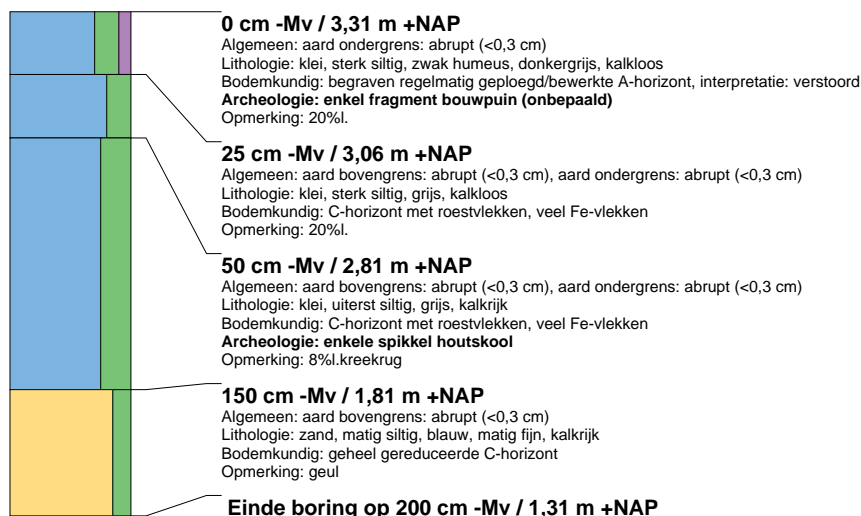 0 cm -Mv / 3,31 m +NAP
Algemeen: aard ondergrens: abrupt (<0,3 cm)
Lithologie: klei, sterk siltig, zwak humeus, donkergrijs, kalkloos
Bodemkundig: begraven regelmatig geploegd/bewerkte A-horizont, interpretatie: verstoord
Archeologie: enkel fragment bouwpuin (onbepaald)
Opmerking: 20%l.
25 cm -Mv / 3,06 m +NAP
Algemeen: aard bovengrens: abrupt (<0,3 cm), aard ondergrens: abrupt (<0,3 cm)
Lithologie: klei, sterk siltig, grijs, kalkloos
Bodemkundig: C-horizont met roestvlekken, veel Fe-vlekken
Opmerking: 20%l.
50 cm -Mv / 2,81 m +NAP
Algemeen: aard bovengrens: abrupt (<0,3 cm), aard ondergrens: abrupt (<0,3 cm)
Lithologie: klei, uiterst siltig, grijs, kalkrijk
Bodemkundig: C-horizont met roestvlekken, veel Fe-vlekken
Archeologie: enkele spikkel houtskool
Opmerking: 8%l.kreekrug
150 cm -Mv / 1,81 m +NAP
Algemeen: aard bovengrens: abrupt (<0,3 cm)
Lithologie: zand, matig siltig, blauw, matig fijn, kalkrijk
Bodemkundig: geheel gereduceerde C-horizont
Opmerking: geul
Einde boring op 200 cm -Mv / 1,31 m +NAP